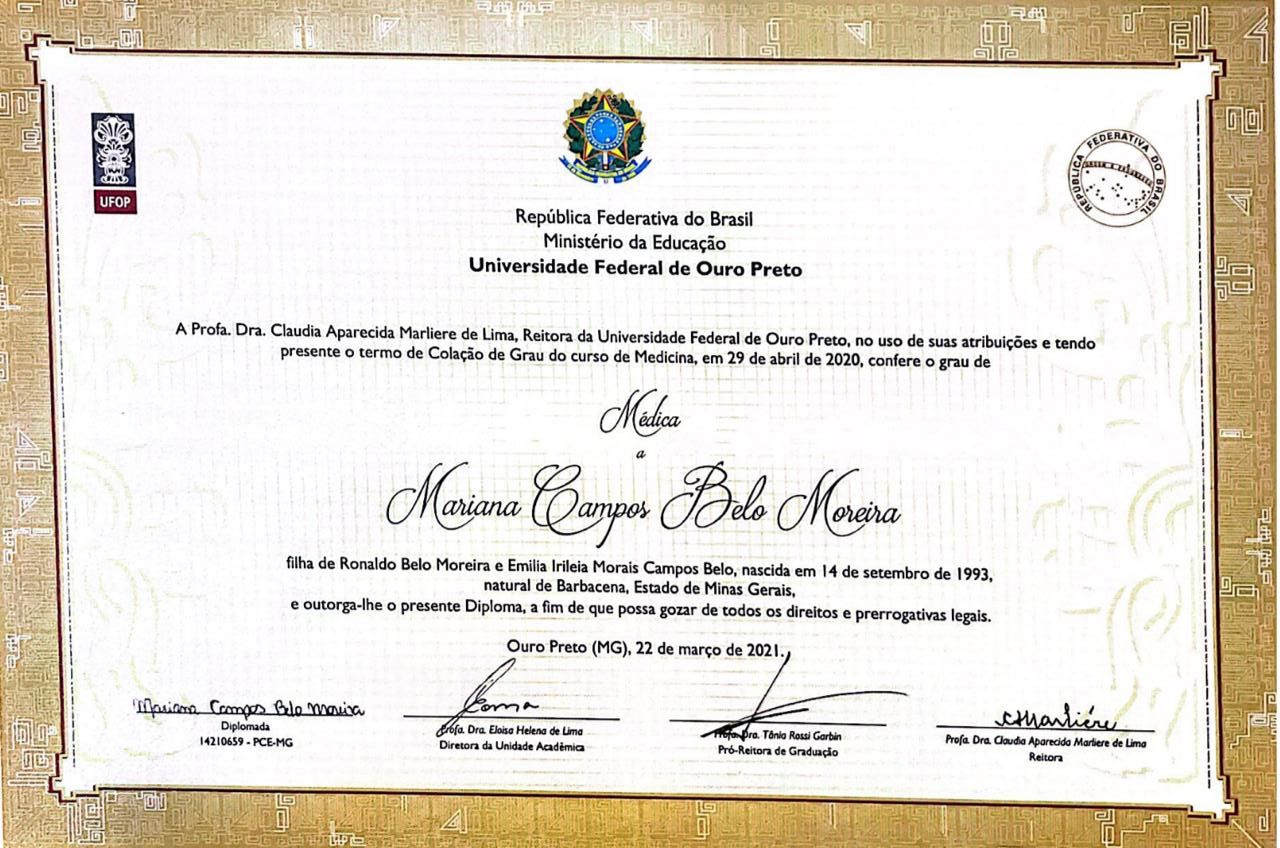 UFOP
REPÚBLICA FEDERATIVA DO BRASIL
República Federativa do Brasil
Ministério da Educação
Universidade Federal de Ouro Preto
A Profa. Dra. Claudia Aparecida Marliere de Lima, Reitora da Universidade Federal de Ouro Preto, no uso de suas atribuições e tendo
presente o termo de Colação de Grau do curso de Medicina, em 29 de abril de 2020, confere o grau de
Médica
a
Mariana Campos Belo Moreira
filha de Ronaldo Belo Moreira e Emilia Irileia Morais Campos Belo, nascida em 14 de setembro de 1993,
natural de Barbacena, Estado de Minas Gerais,
e outorga-lhe o presente Diploma, a fim de que possa gozar de todos os direitos e prerrogativas legais.
Ouro Preto (MG), 22 de março de 2021.
Mariana Campos Belo Moreira
Diplomada
14210659 - PCE-MG
Profa. Dra. Eloisa Helena de Lima
Diretora da Unidade Acadêmica
Profa. Dra. Tânia Rossi Garbin
Pró-Reitora de Graduação
CMarliére
Profa. Dra. Claudia Aparecida Marliere de Lima
Reitora